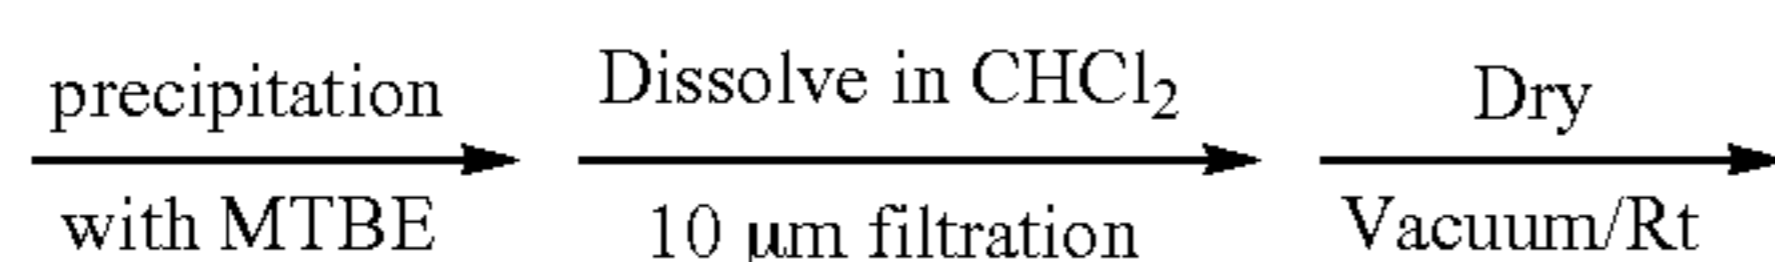 precipitation
with MTBE
Dissolve in CHCl₂
10 μm filtration
Dry
Vacuum/Rt